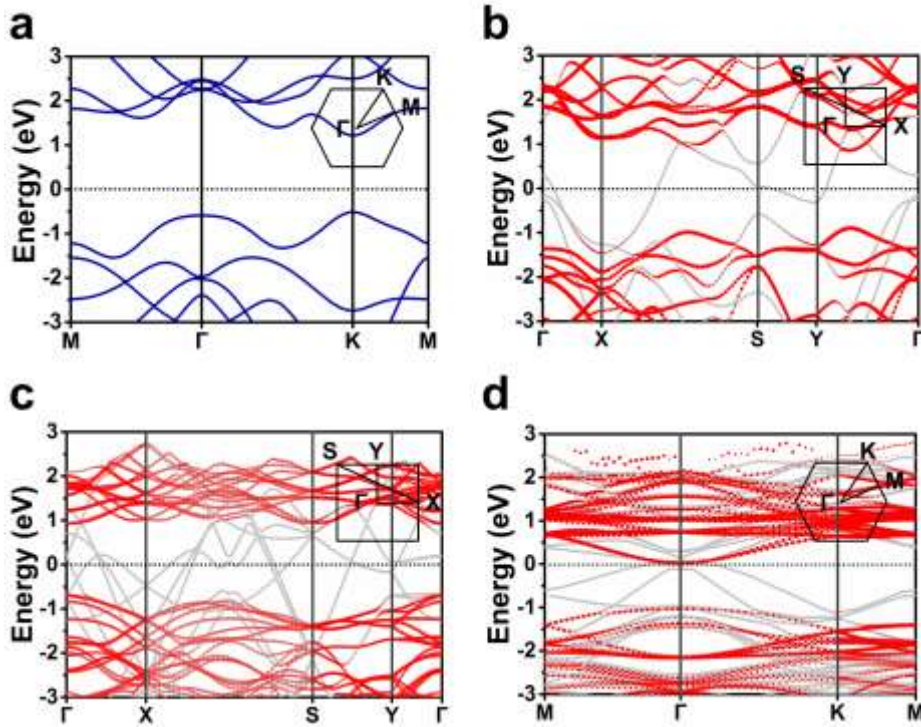 a
3
2
1
0
-1
-2
-3
Energy (eV)
M Γ K M
K
M
Γ
b
3
2
1
0
-1
-2
-3
Energy (eV)
Γ X S Y Γ
S Y
Γ X
c
3
2
1
0
-1
-2
-3
Energy (eV)
Γ X S Y Γ
S Y
Γ X
d
3
2
1
0
-1
-2
-3
Energy (eV)
M Γ K M
K
M
Γ